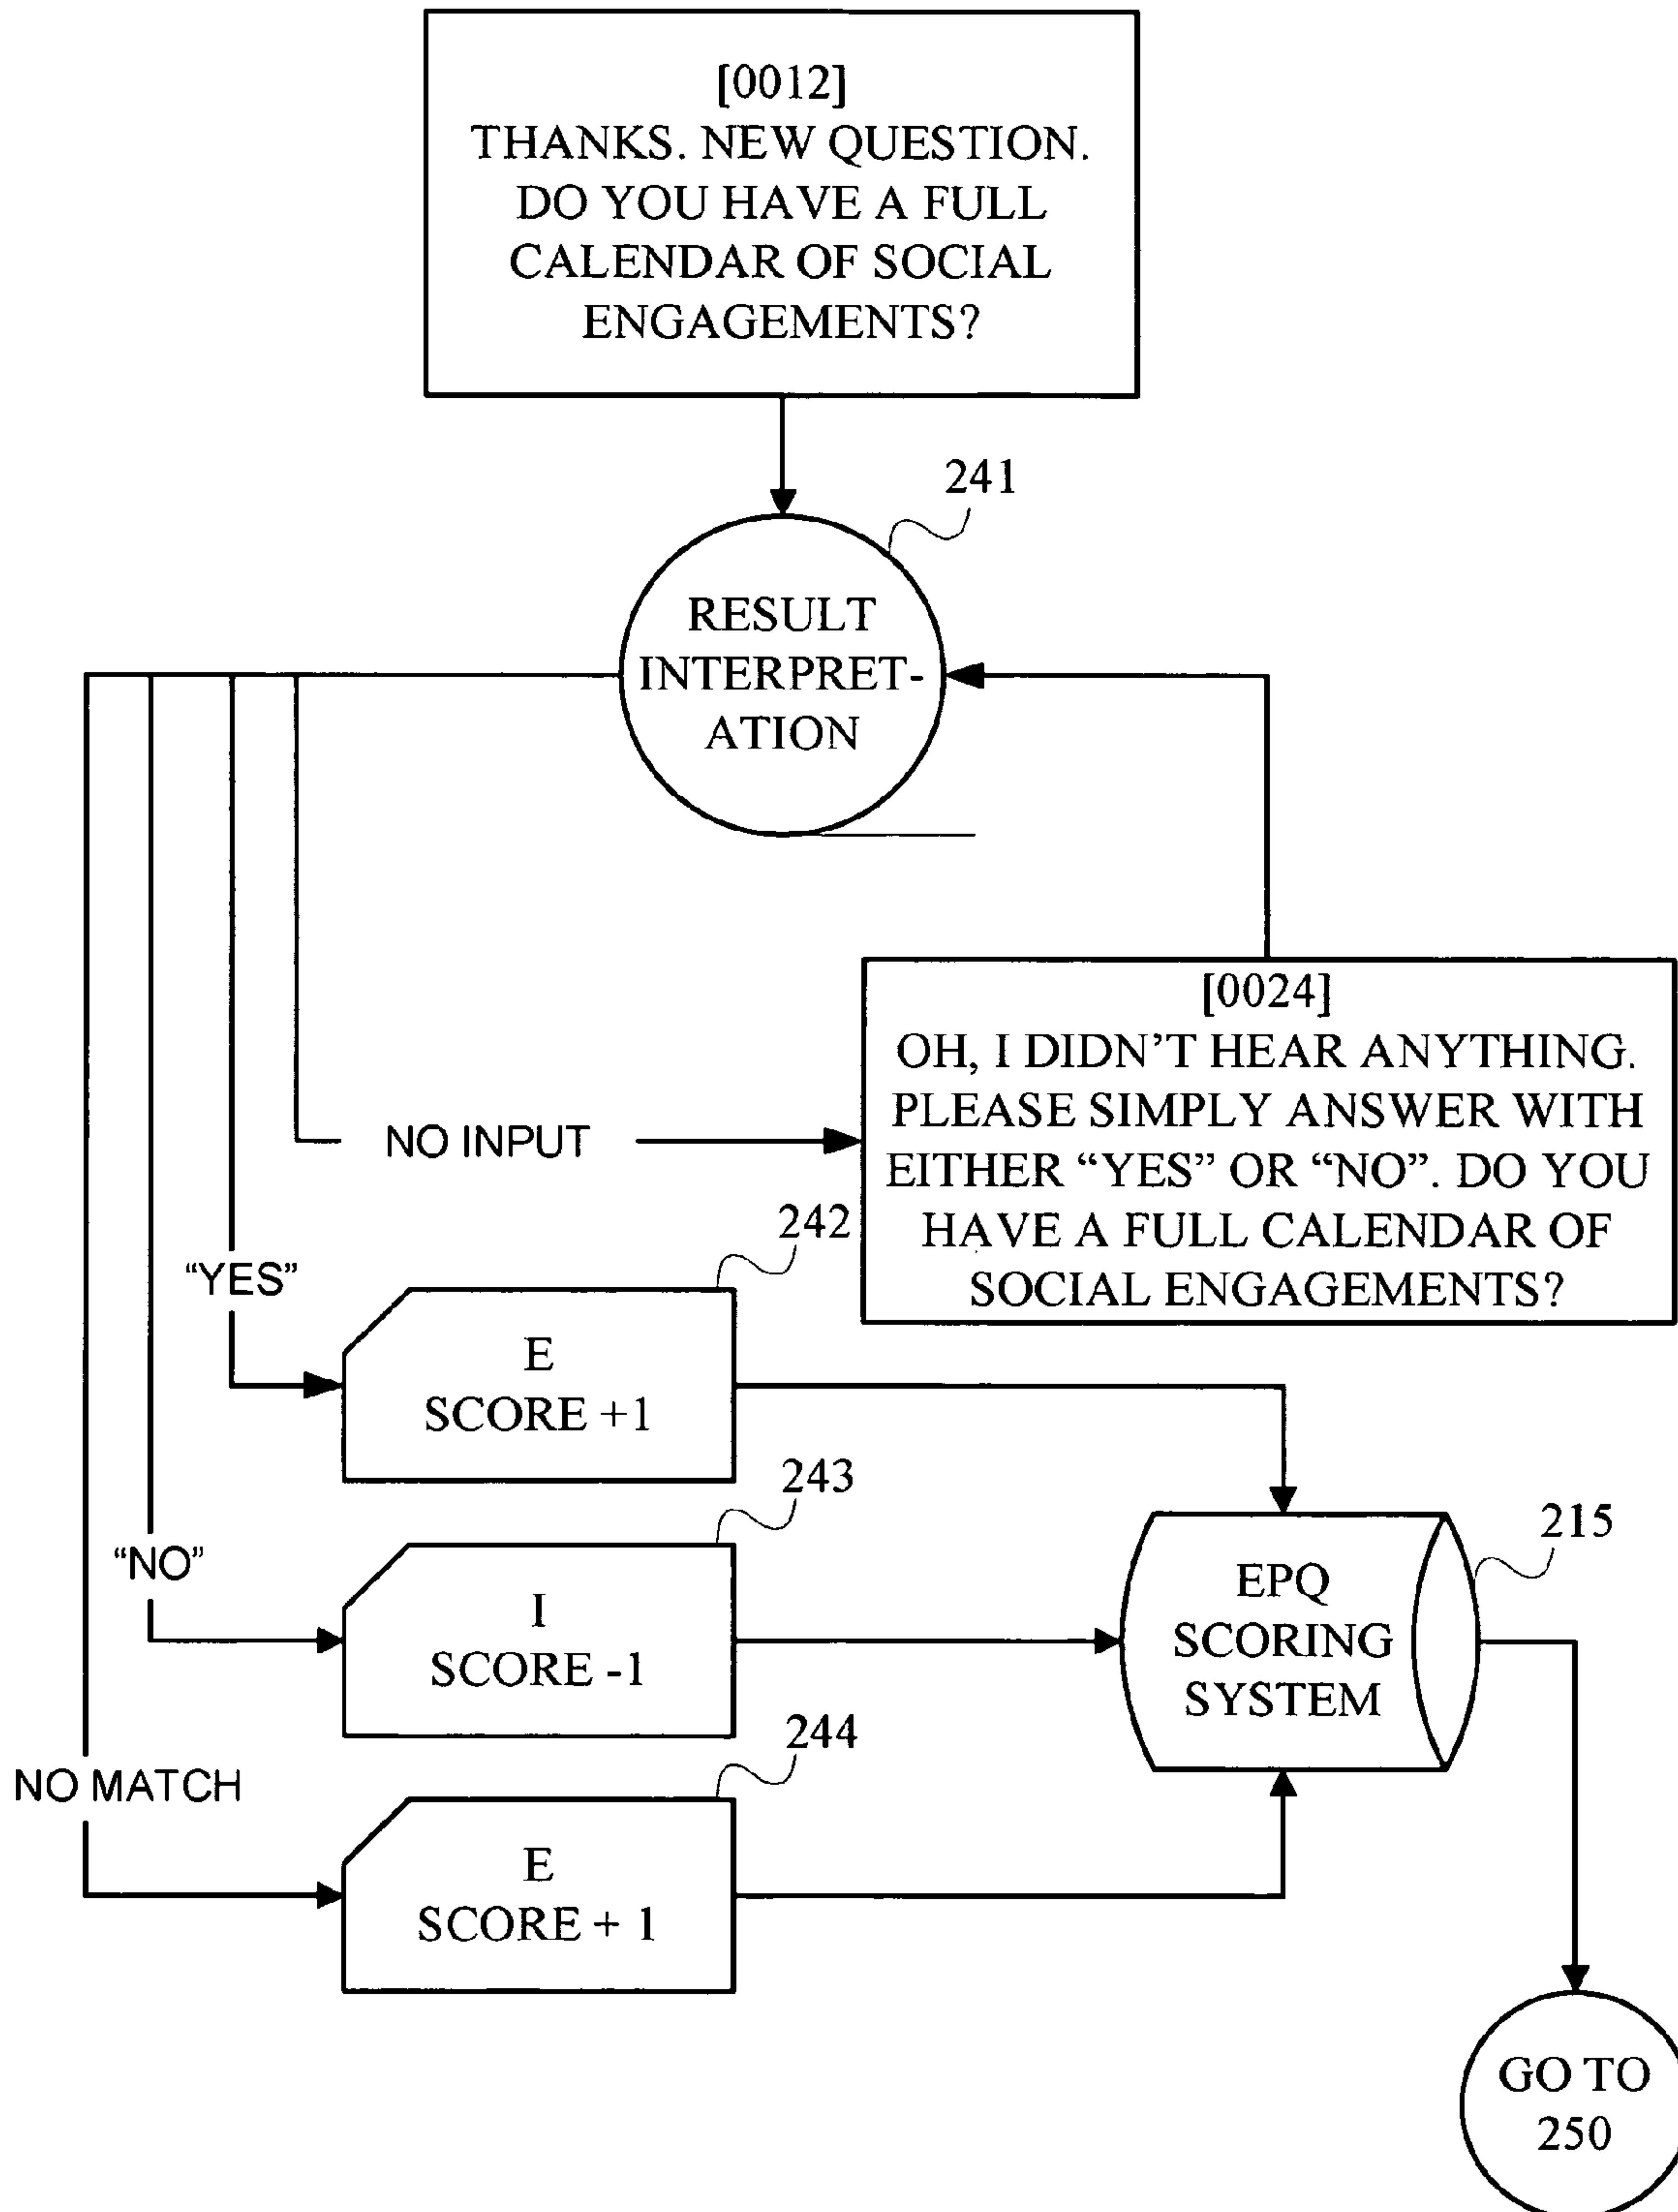 [0012]
THANKS. NEW QUESTION.
DO YOU HAVE A FULL
CALENDAR OF SOCIAL
ENGAGEMENTS?
241
RESULT
INTERPRET-
ATION
[0024]
OH, I DIDN'T HEAR ANYTHING.
PLEASE SIMPLY ANSWER WITH
EITHER “YES” OR “NO”. DO YOU
HAVE A FULL CALENDAR OF
SOCIAL ENGAGEMENTS?
NO INPUT
242
“YES”
E
SCORE +1
243
“NO”
I
SCORE -1
215
EPQ
SCORING
SYSTEM
244
NO MATCH
E
SCORE + 1
GO TO
250